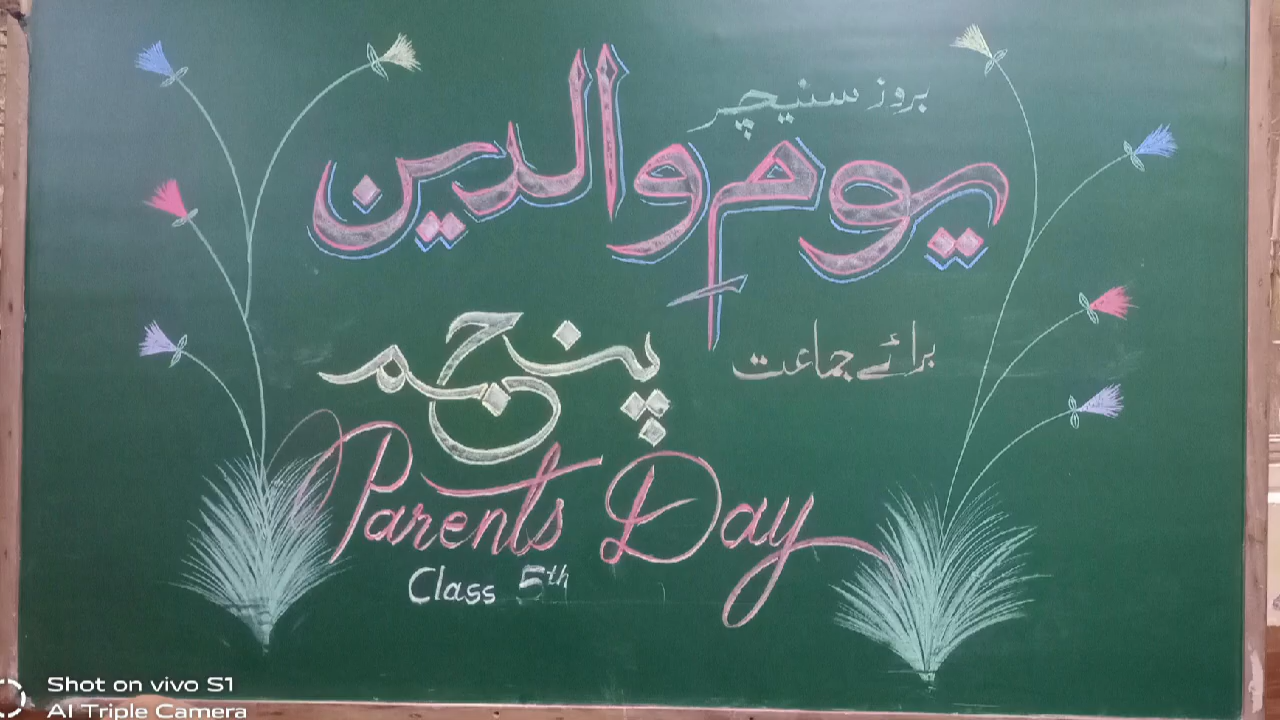 بروز سنیچر
یوم والدین
برائے جماعت پنجم
Parents Day
Class 5th
Shot on vivo S1
AI Triple Camera